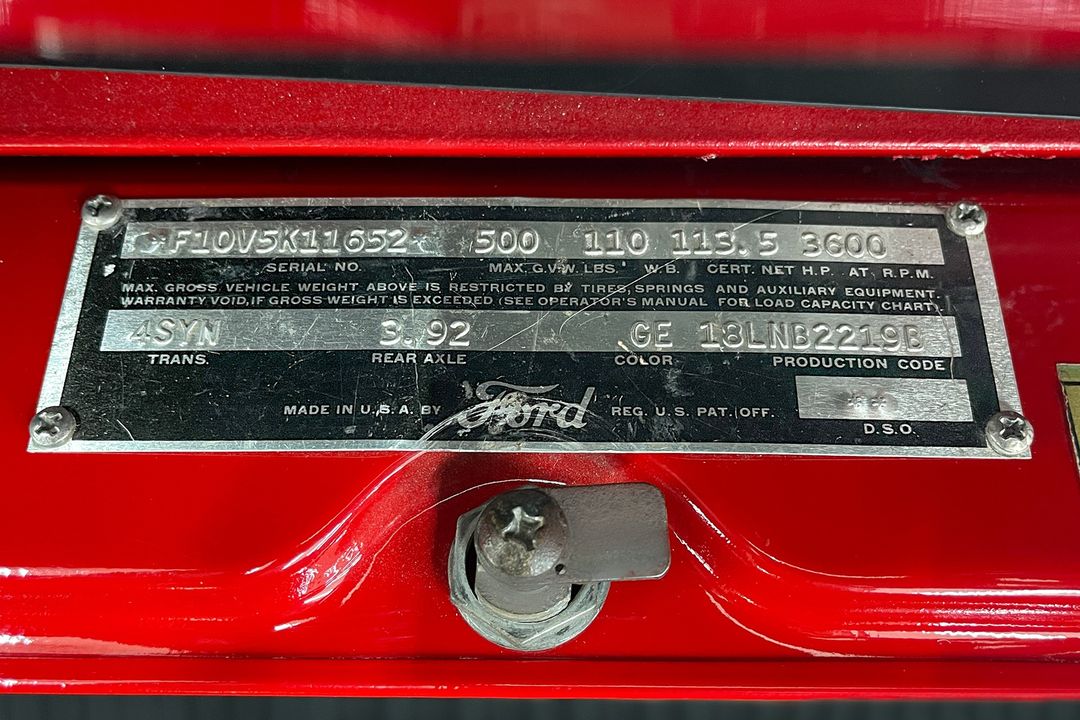 F10V5K11652 500 110 113.5 3600
SERIAL NO. MAX. G.V.W. LBS. W.B. CERT. NET H.P. AT R.P.M.
MAX. GROSS VEHICLE WEIGHT ABOVE IS RESTRICTED BY TIRES, SPRINGS AND AUXILIARY EQUIPMENT.
WARRANTY VOID, IF GROSS WEIGHT IS EXCEEDED (SEE OPERATOR'S MANUAL FOR LOAD CAPACITY CHART).
4SYN 3.92 GE 13LNB2219B
TRANS. REAR AXLE COLOR PRODUCTION CODE
MADE IN U.S.A. BY Ford REG. U.S. PAT. OFF.
D.S.O.